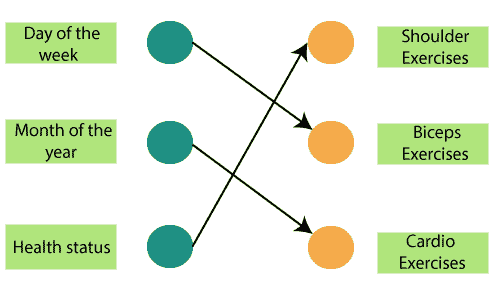 Day of the
week
Shoulder
Exercises
Month of the
year
Biceps
Exercises
Health status
Cardio
Exercises